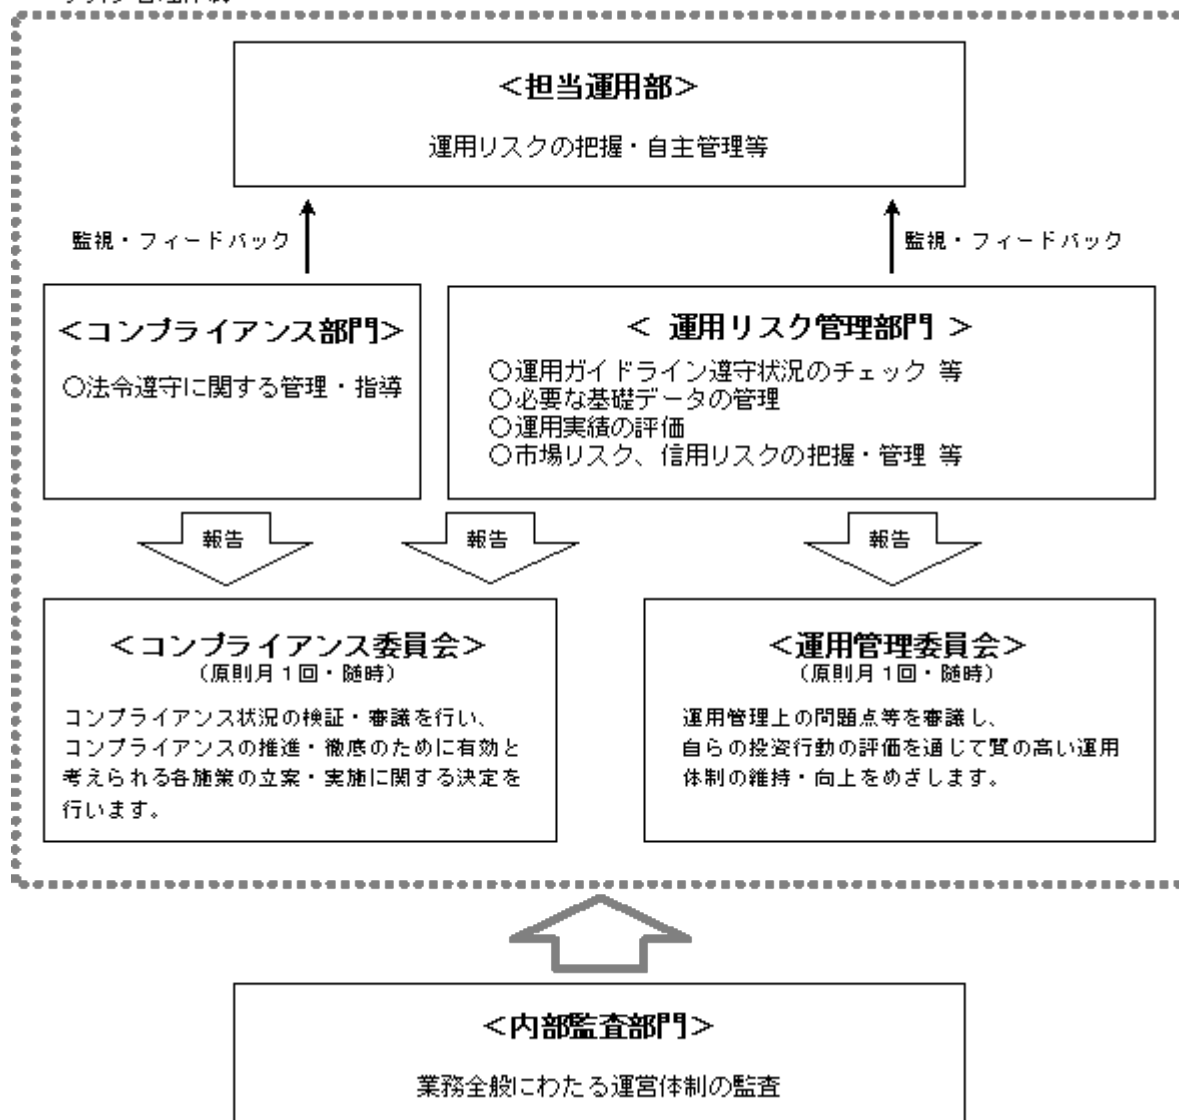 ＜担当運用部＞
運用リスクの把握・自主管理等
監視・フィードバック
監視・フィードバック
＜コンプライアンス部門＞
○法令遵守に関する管理・指導
＜ 運用リスク管理部門 ＞
○運用ガイドライン遵守状況のチェック 等
○必要な基礎データの管理
○運用実績の評価
○市場リスク、信用リスクの把握・管理 等
報告
報告
報告
＜コンプライアンス委員会＞
（原則月１回・随時）
コンプライアンス状況の検証・審議を行い、
コンプライアンスの推進・徹底のために有効と
考えられる各施策の立案・実施に関する決定を
行います。
＜運用管理委員会＞
（原則月１回・随時）
運用管理上の問題点等を審議し、
自らの投資行動の評価を通じて質の高い運用
体制の維持・向上をめざします。
＜内部監査部門＞
業務全般にわたる運営体制の監査